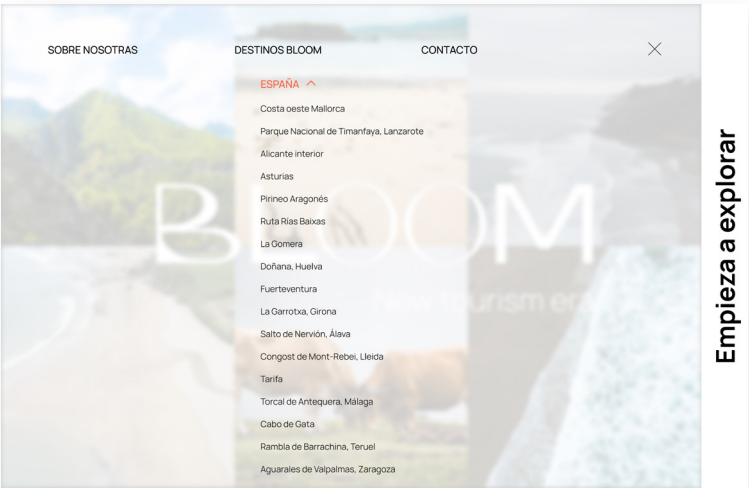 SOBRE NOSOTRAS
DESTINOS BLOOM
CONTACTO
ESPAÑA
Costa oeste Mallorca
Parque Nacional de Timanfaya, Lanzarote
Alicante interior
Asturias
Pirineo Aragonés
Ruta Rías Baixas
La Gomera
Doñana, Huelva
Fuerteventura
La Garrotxa, Girona
Salto de Nervión, Álava
Congost de Mont-Rebei, Lleida
Tarifa
Torcal de Antequera, Málaga
Cabo de Gata
Rambla de Barrachina, Teruel
Aguarales de Valpalmas, Zaragoza
BLOOM
New tourism era
Empieza a explorar